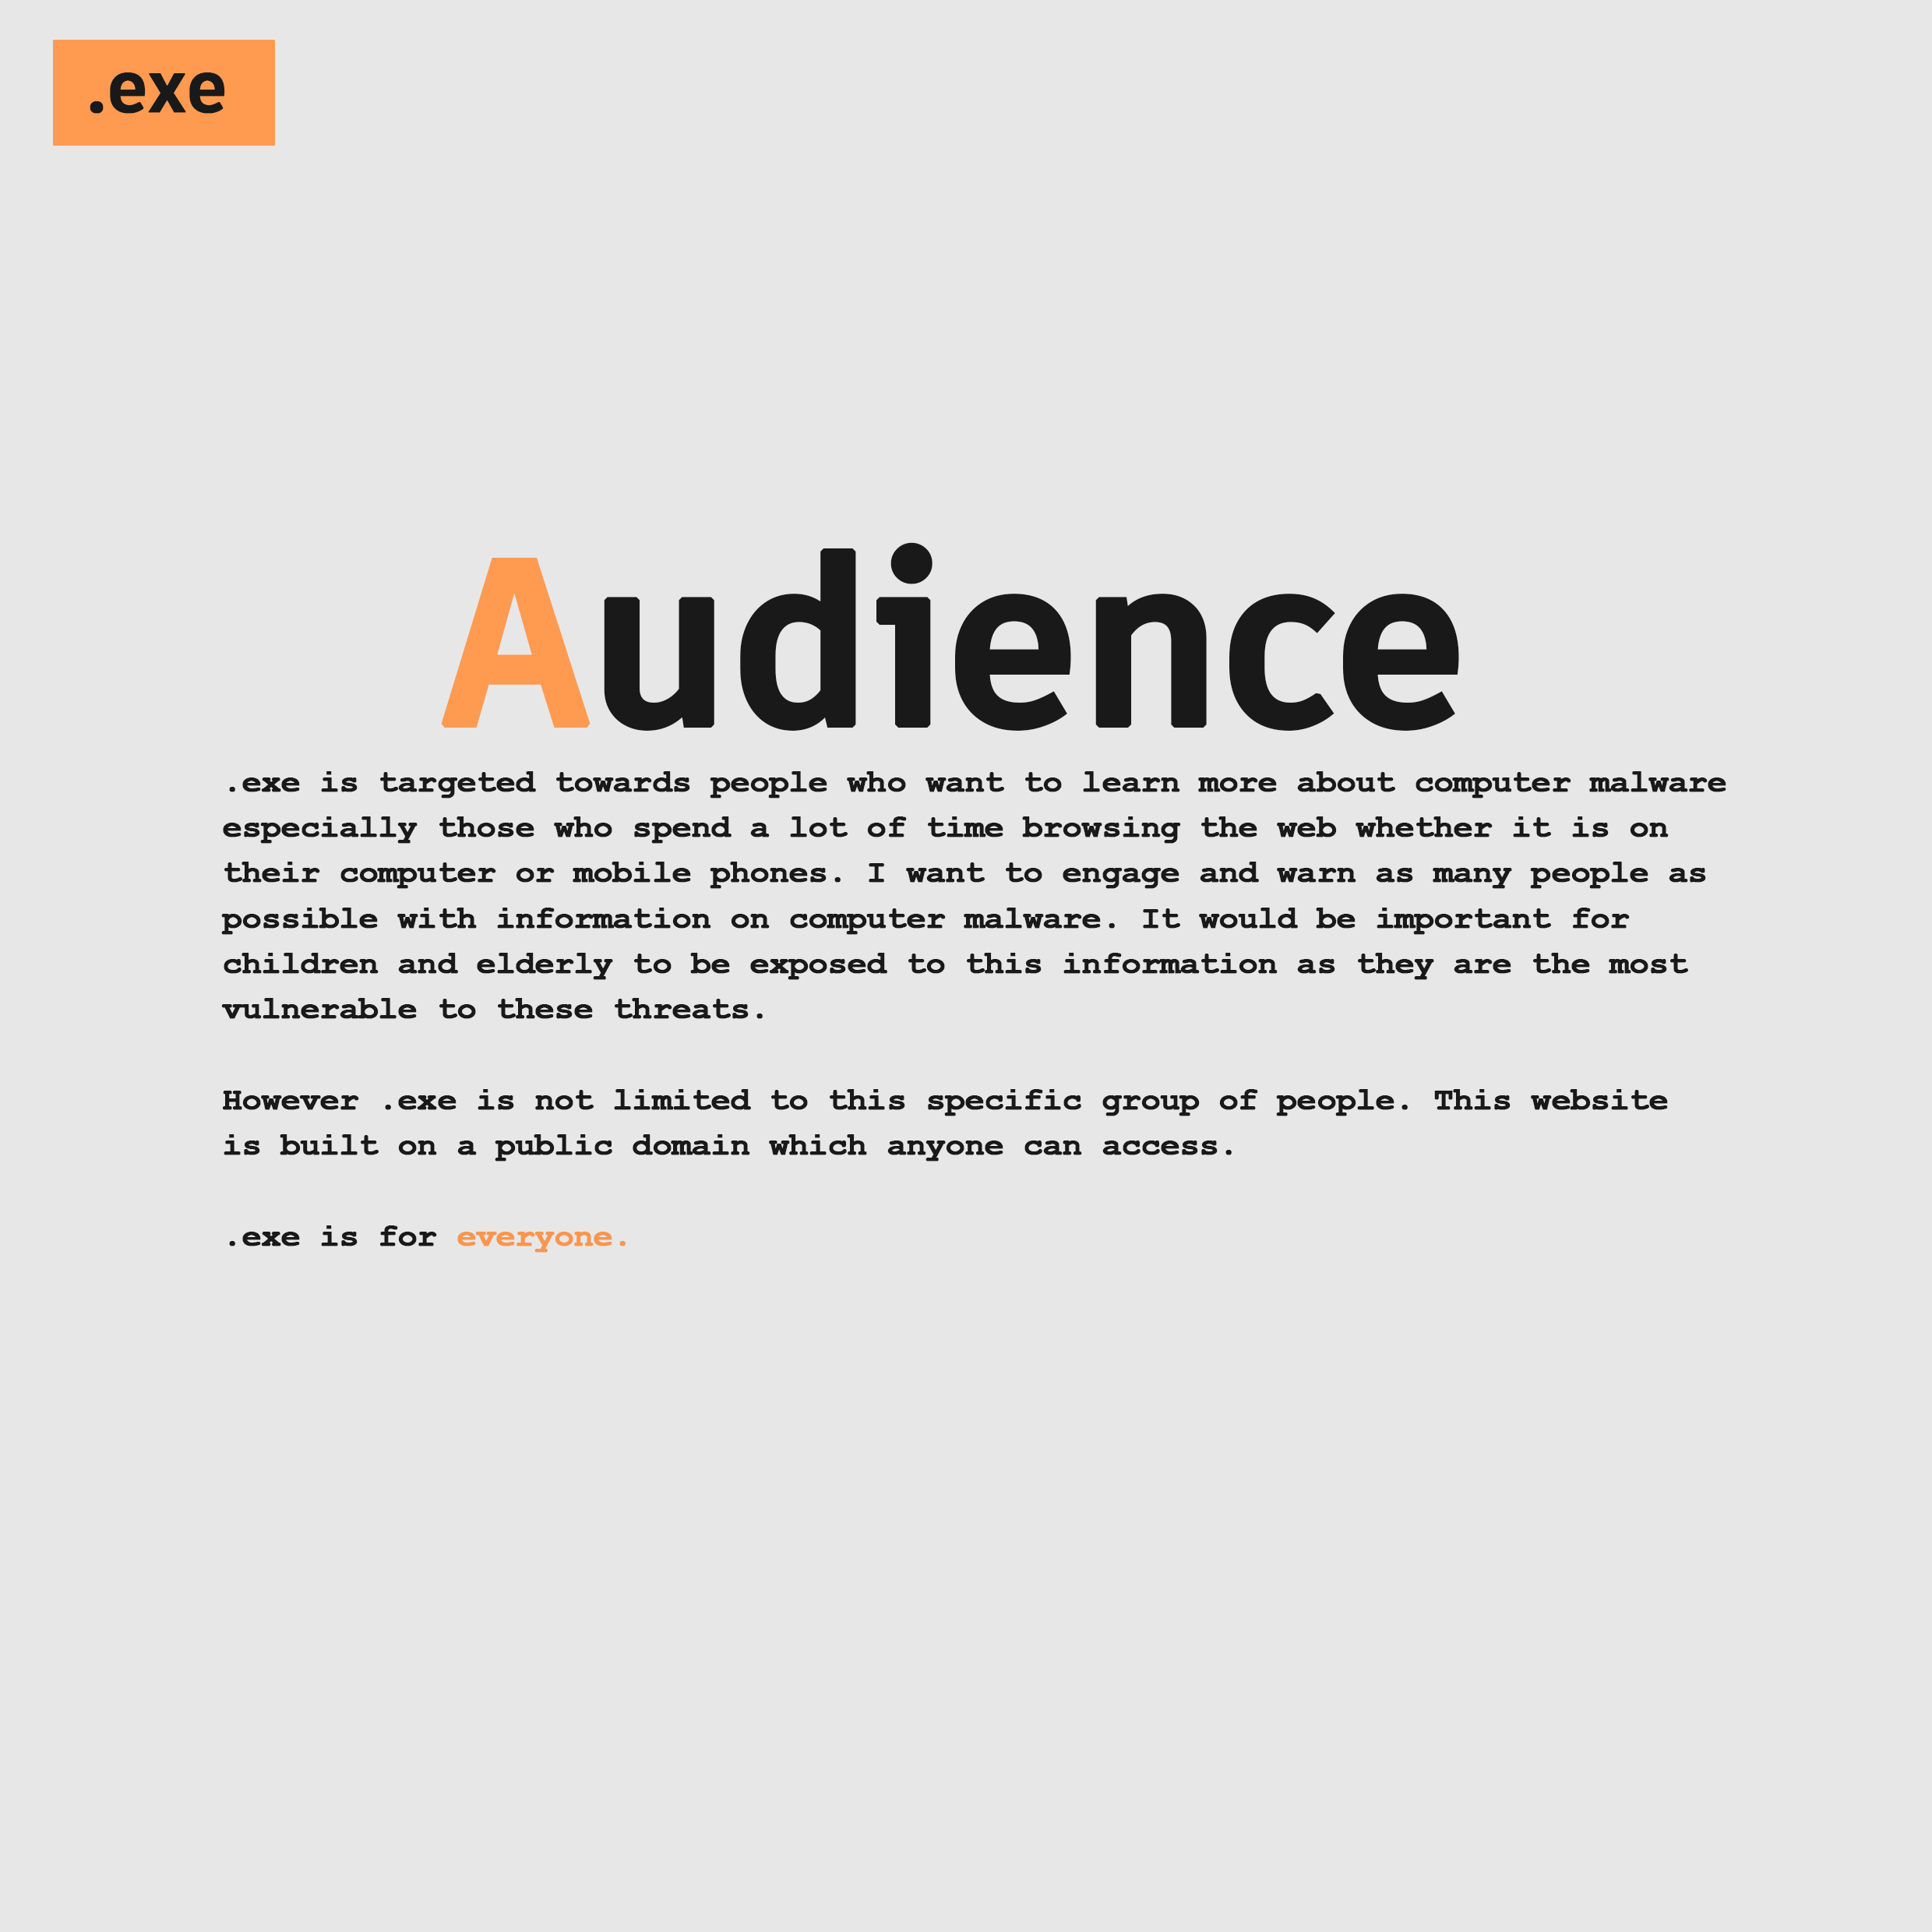 .exe
Audience
.exe is targeted towards people who want to learn more about computer malware
especially those who spend a lot of time browsing the web whether it is on
their computer or mobile phones. I want to engage and warn as many people as
possible with information on computer malware. It would be important for
children and elderly to be exposed to this information as they are the most
vulnerable to these threats.
However .exe is not limited to this specific group of people. This website
is built on a public domain which anyone can access.
.exe is for everyone.